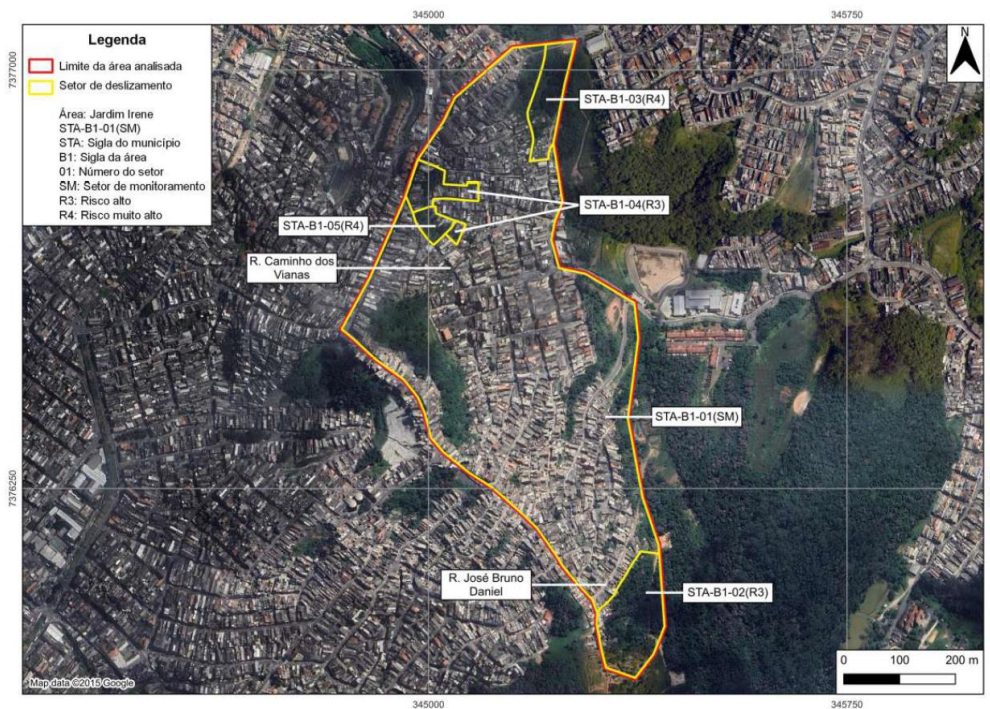 345000
345750
Legenda
Limite da área analisada
Setor de deslizamento
Área: Jardim Irene
STA-B1-01(SM)
STA: Sigla do município
B1: Sigla da área
01: Número do setor
SM: Setor de monitoramento
R3: Risco alto
R4: Risco muito alto
N
7377000
STA-B1-03(R4)
STA-B1-04(R3)
STA-B1-05(R4)
R. Caminho dos
Vianas
STA-B1-01(SM)
7376250
R. José Bruno
Daniel
STA-B1-02(R3)
0 100 200 m
Map data ©2015 Google
345000
345750